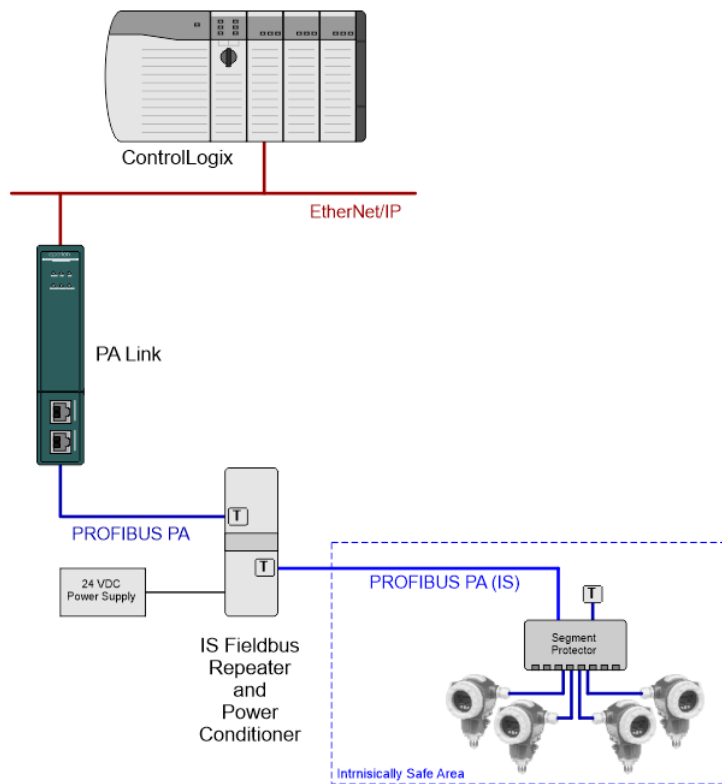 ControlLogix
EtherNet/IP
PA Link
T
PROFIBUS PA
T
PROFIBUS PA (IS)
24 VDC
Power Supply
T
Segment
Protector
IS Fieldbus
Repeater
and
Power
Conditioner
Intrnisically Safe Area